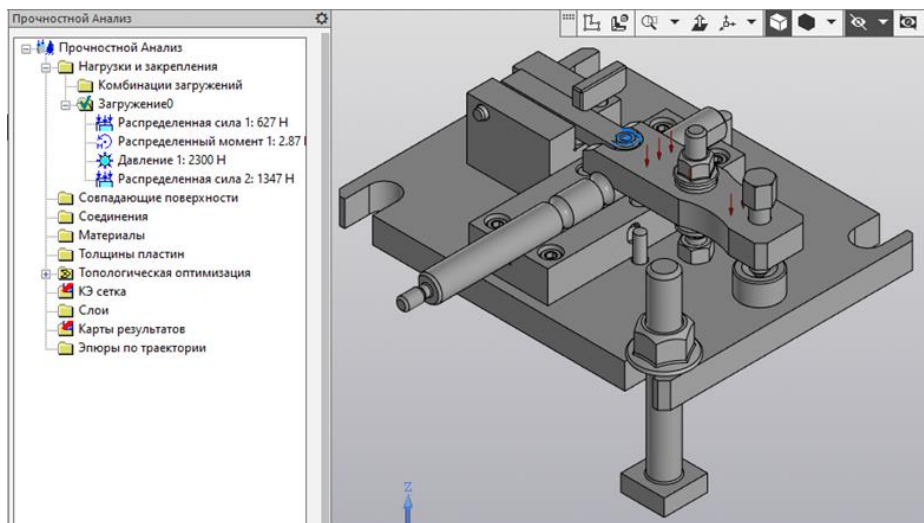 Прочностной Анализ
Прочностной Анализ
Нагрузки и закрепления
Комбинации загружений
Загружение0
Распределенная сила 1: 627 Н
Распределенный момент 1: 2.87
Давление 1: 2300 Н
Распределенная сила 2: 1347 Н
Совпадающие поверхности
Соединения
Материалы
Толщины пластин
Топологическая оптимизация
КЭ сетка
Слои
Карты результатов
Эпюры по траектории
Z